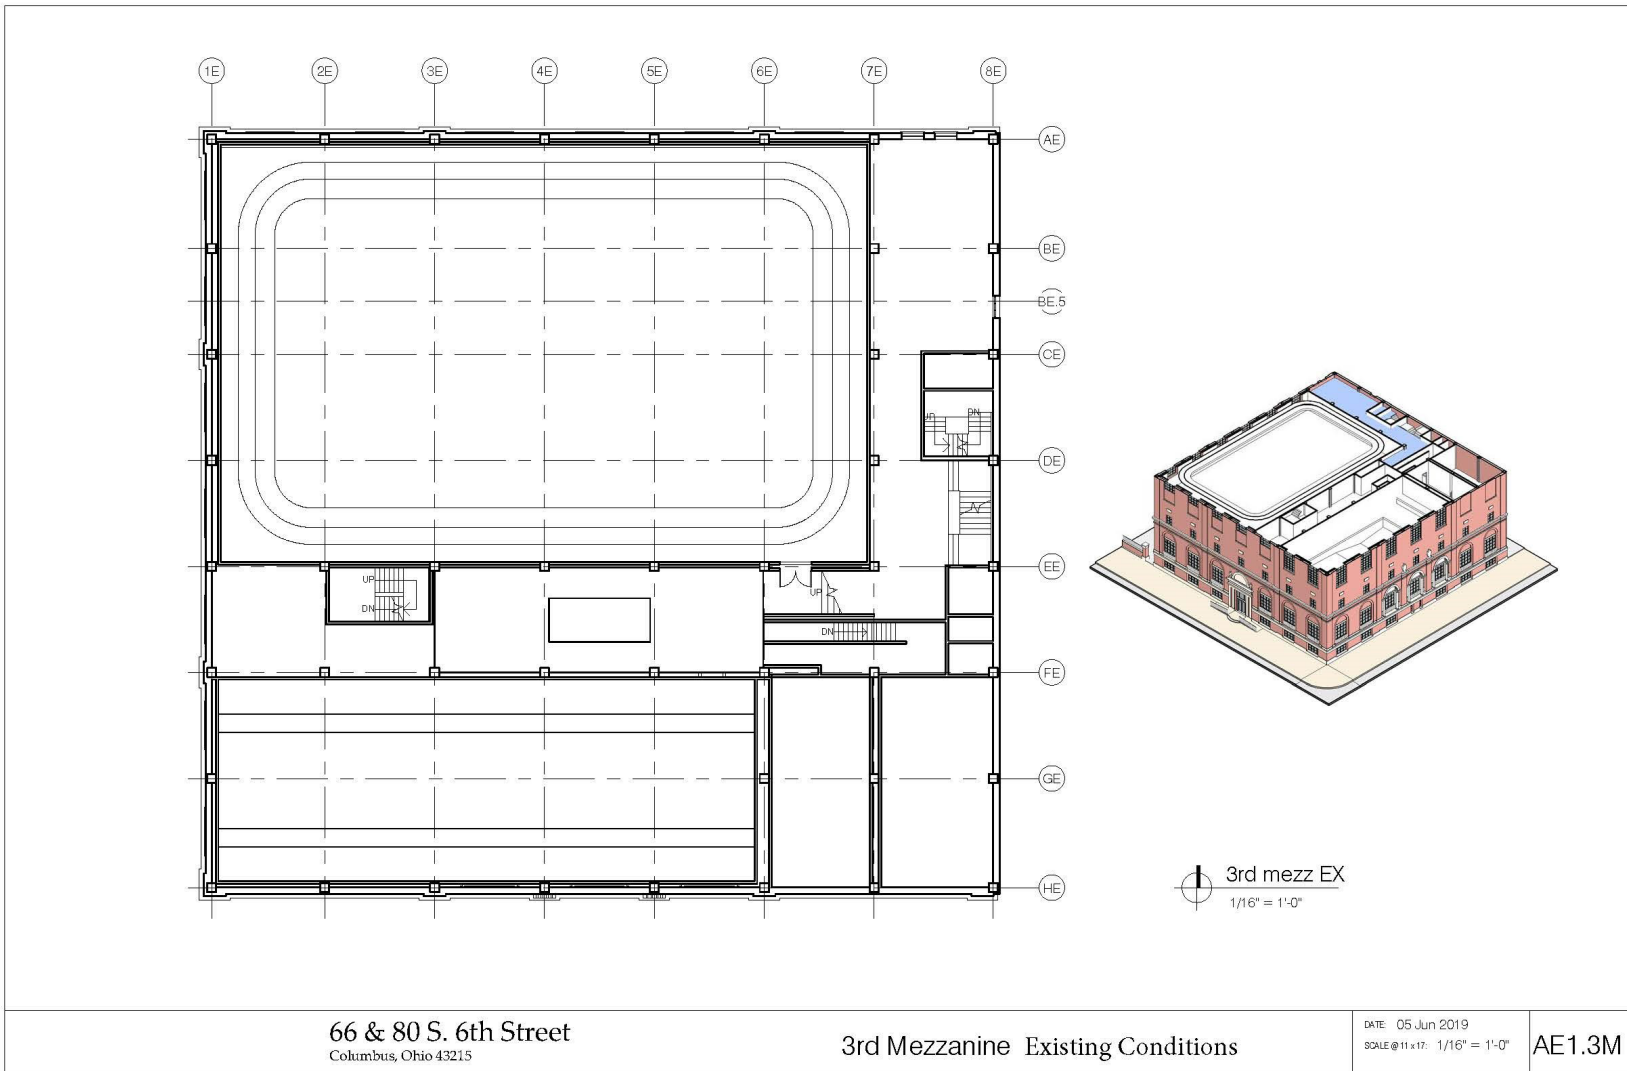 1E 2E 3E 4E 5E 6E 7E 8E
AE
BE
BE.5
CE
UP DN
DE
EE
UP
DN
UP
DN
FE
GE
HE
3rd mezz EX
1/16" = 1'-0"
66 & 80 S. 6th Street
Columbus, Ohio 43215
3rd Mezzanine Existing Conditions
DATE: 05 Jun 2019
SCALE @ 11 x 17: 1/16" = 1'-0"
AE1.3M